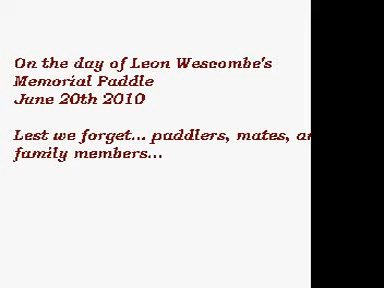 On the day of Leon Wescombe's
Memorial Paddle
June 20th 2010
Lest we forget... paddlers, mates,
family members...